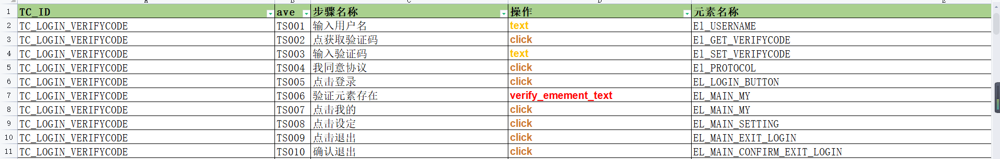 A B C D E
1 TC_ID ave 步骤名称 操作 元素名称
2 TC_LOGIN_VERIFYCODE TS001 输入用户名 text El_USERNAME
3 TC_LOGIN_VERIFYCODE TS002 点获取验证码 click El_GET_VERIFYCODE
4 TC_LOGIN_VERIFYCODE TS003 输入验证码 text El_SET_VERIFYCODE
5 TC_LOGIN_VERIFYCODE TS004 我同意协议 click El_PROTOCOL
6 TC_LOGIN_VERIFYCODE TS005 点击登录 click EL_LOGIN_BUTTON
7 TC_LOGIN_VERIFYCODE TS006 验证元素存在 verify_emement_text EL_MAIN_MY
8 TC_LOGIN_VERIFYCODE TS007 点击我的 click EL_MAIN_MY
9 TC_LOGIN_VERIFYCODE TS008 点击设定 click EL_MAIN_SETTING
10 TC_LOGIN_VERIFYCODE TS009 点击退出 click EL_MAIN_EXIT_LOGIN
11 TC_LOGIN_VERIFYCODE TS010 确认退出 click EL_MAIN_CONFIRM_EXIT_LOGIN